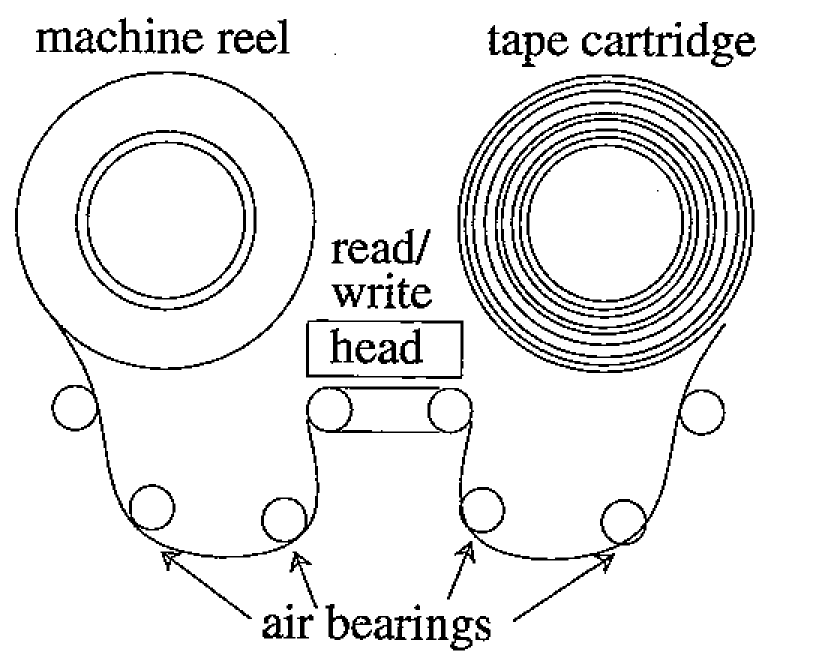 machine reel
tape cartridge
read/
write
head
air bearings